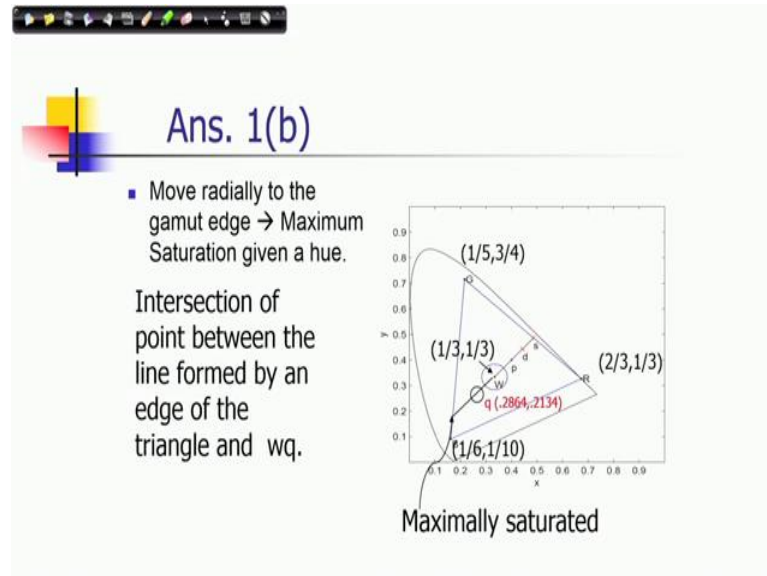 Ans. 1(b)
Move radially to the
gamut edge → Maximum
Saturation given a hue.
Intersection of
point between the
line formed by an
edge of the
triangle and wq.
0.9
0.8
0.7
0.6
0.5
0.4
0.3
0.2
0.1
y
(1/5,3/4)
G
(1/3,1/3)
s
d
p
(2/3,1/3)
R
W
q (.2864,.2134)
(1/6,1/10)
0.1 0.2 0.3 0.4 0.5 0.6 0.7 0.8 0.9
x
Maximally saturated